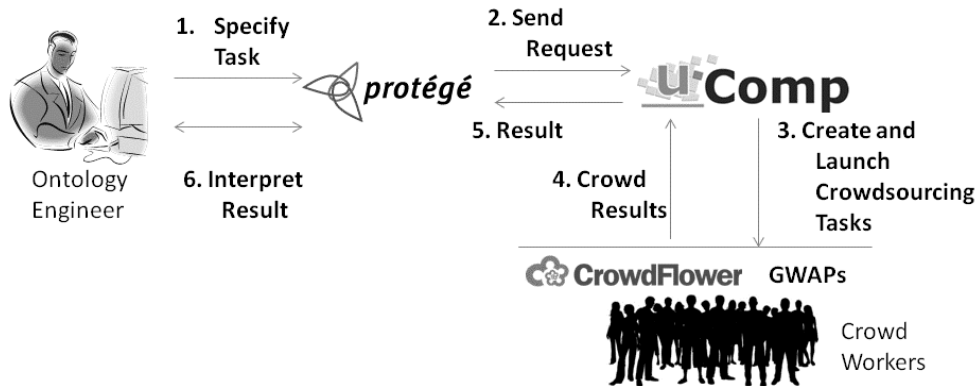 1. Specify
Task
2. Send
Request
protégé
uComp
5. Result
3. Create and
Launch
Crowdsourcing
Tasks
Ontology
Engineer
6. Interpret
Result
4. Crowd
Results
CrowdFlower GWAPs
Crowd
Workers